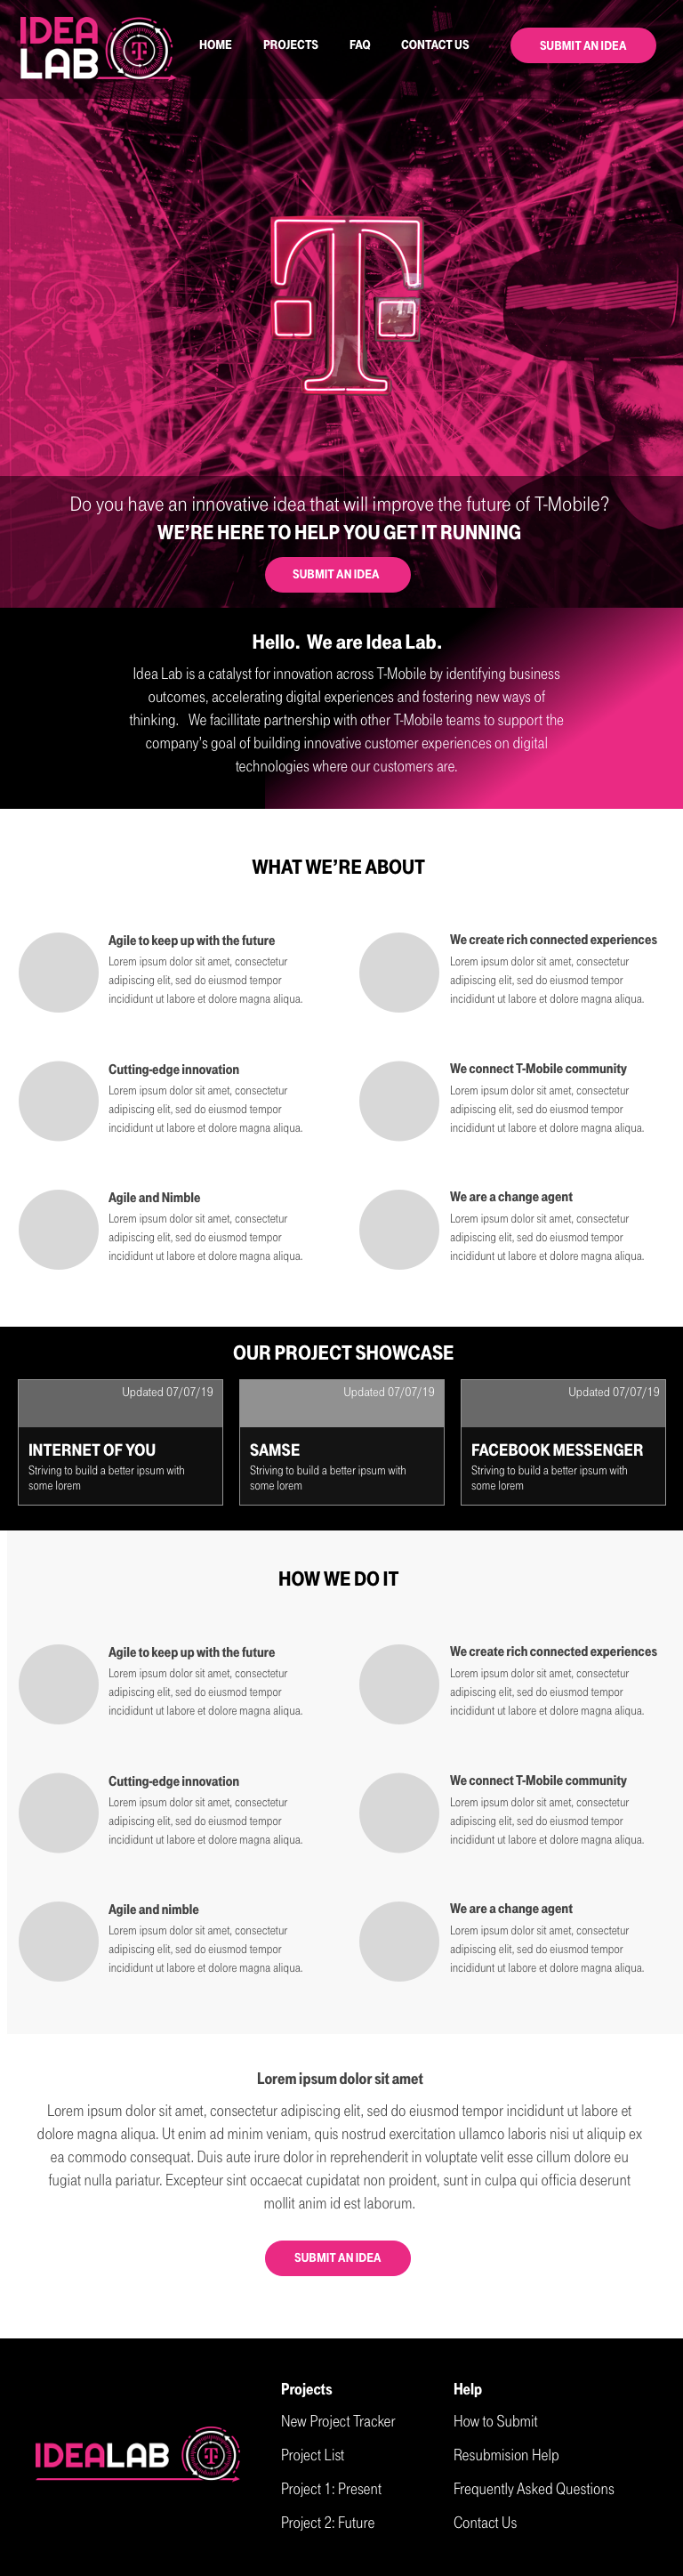 IDEA
LAB
T
HOME PROJECTS FAQ CONTACT US SUBMIT AN IDEA
T
Do you have an innovative idea that will improve the future of T-Mobile?
WE'RE HERE TO HELP YOU GET IT RUNNING
SUBMIT AN IDEA
Hello. We are Idea Lab.
Idea Lab is a catalyst for innovation across T-Mobile by identifying business
outcomes, accelerating digital experiences and fostering new ways of
thinking. We facillitate partnership with other T-Mobile teams to support the
company's goal of building innovative customer experiences on digital
technologies where our customers are.
WHAT WE'RE ABOUT
Agile to keep up with the future
Lorem ipsum dolor sit amet, consectetur
adipiscing elit, sed do eiusmod tempor
incididunt ut labore et dolore magna aliqua.
We create rich connected experiences
Lorem ipsum dolor sit amet, consectetur
adipiscing elit, sed do eiusmod tempor
incididunt ut labore et dolore magna aliqua.
Cutting-edge innovation
Lorem ipsum dolor sit amet, consectetur
adipiscing elit, sed do eiusmod tempor
incididunt ut labore et dolore magna aliqua.
We connect T-Mobile community
Lorem ipsum dolor sit amet, consectetur
adipiscing elit, sed do eiusmod tempor
incididunt ut labore et dolore magna aliqua.
Agile and Nimble
Lorem ipsum dolor sit amet, consectetur
adipiscing elit, sed do eiusmod tempor
incididunt ut labore et dolore magna aliqua.
We are a change agent
Lorem ipsum dolor sit amet, consectetur
adipiscing elit, sed do eiusmod tempor
incididunt ut labore et dolore magna aliqua.
OUR PROJECT SHOWCASE
Updated 07/07/19
INTERNET OF YOU
Striving to build a better ipsum with
some lorem
Updated 07/07/19
SAMSE
Striving to build a better ipsum with
some lorem
Updated 07/07/19
FACEBOOK MESSENGER
Striving to build a better ipsum with
some lorem
HOW WE DO IT
Agile to keep up with the future
Lorem ipsum dolor sit amet, consectetur
adipiscing elit, sed do eiusmod tempor
incididunt ut labore et dolore magna aliqua.
We create rich connected experiences
Lorem ipsum dolor sit amet, consectetur
adipiscing elit, sed do eiusmod tempor
incididunt ut labore et dolore magna aliqua.
Cutting-edge innovation
Lorem ipsum dolor sit amet, consectetur
adipiscing elit, sed do eiusmod tempor
incididunt ut labore et dolore magna aliqua.
We connect T-Mobile community
Lorem ipsum dolor sit amet, consectetur
adipiscing elit, sed do eiusmod tempor
incididunt ut labore et dolore magna aliqua.
Agile and nimble
Lorem ipsum dolor sit amet, consectetur
adipiscing elit, sed do eiusmod tempor
incididunt ut labore et dolore magna aliqua.
We are a change agent
Lorem ipsum dolor sit amet, consectetur
adipiscing elit, sed do eiusmod tempor
incididunt ut labore et dolore magna aliqua.
Lorem ipsum dolor sit amet
Lorem ipsum dolor sit amet, consectetur adipiscing elit, sed do eiusmod tempor incididunt ut labore et
dolore magna aliqua. Ut enim ad minim veniam, quis nostrud exercitation ullamco laboris nisi ut aliquip ex
ea commodo consequat. Duis aute irure dolor in reprehenderit in voluptate velit esse cillum dolore eu
fugiat nulla pariatur. Excepteur sint occaecat cupidatat non proident, sunt in culpa qui officia deserunt
mollit anim id est laborum.
SUBMIT AN IDEA
IDEALAB T
Projects
New Project Tracker
Project List
Project 1: Present
Project 2: Future
Help
How to Submit
Resubmision Help
Frequently Asked Questions
Contact Us